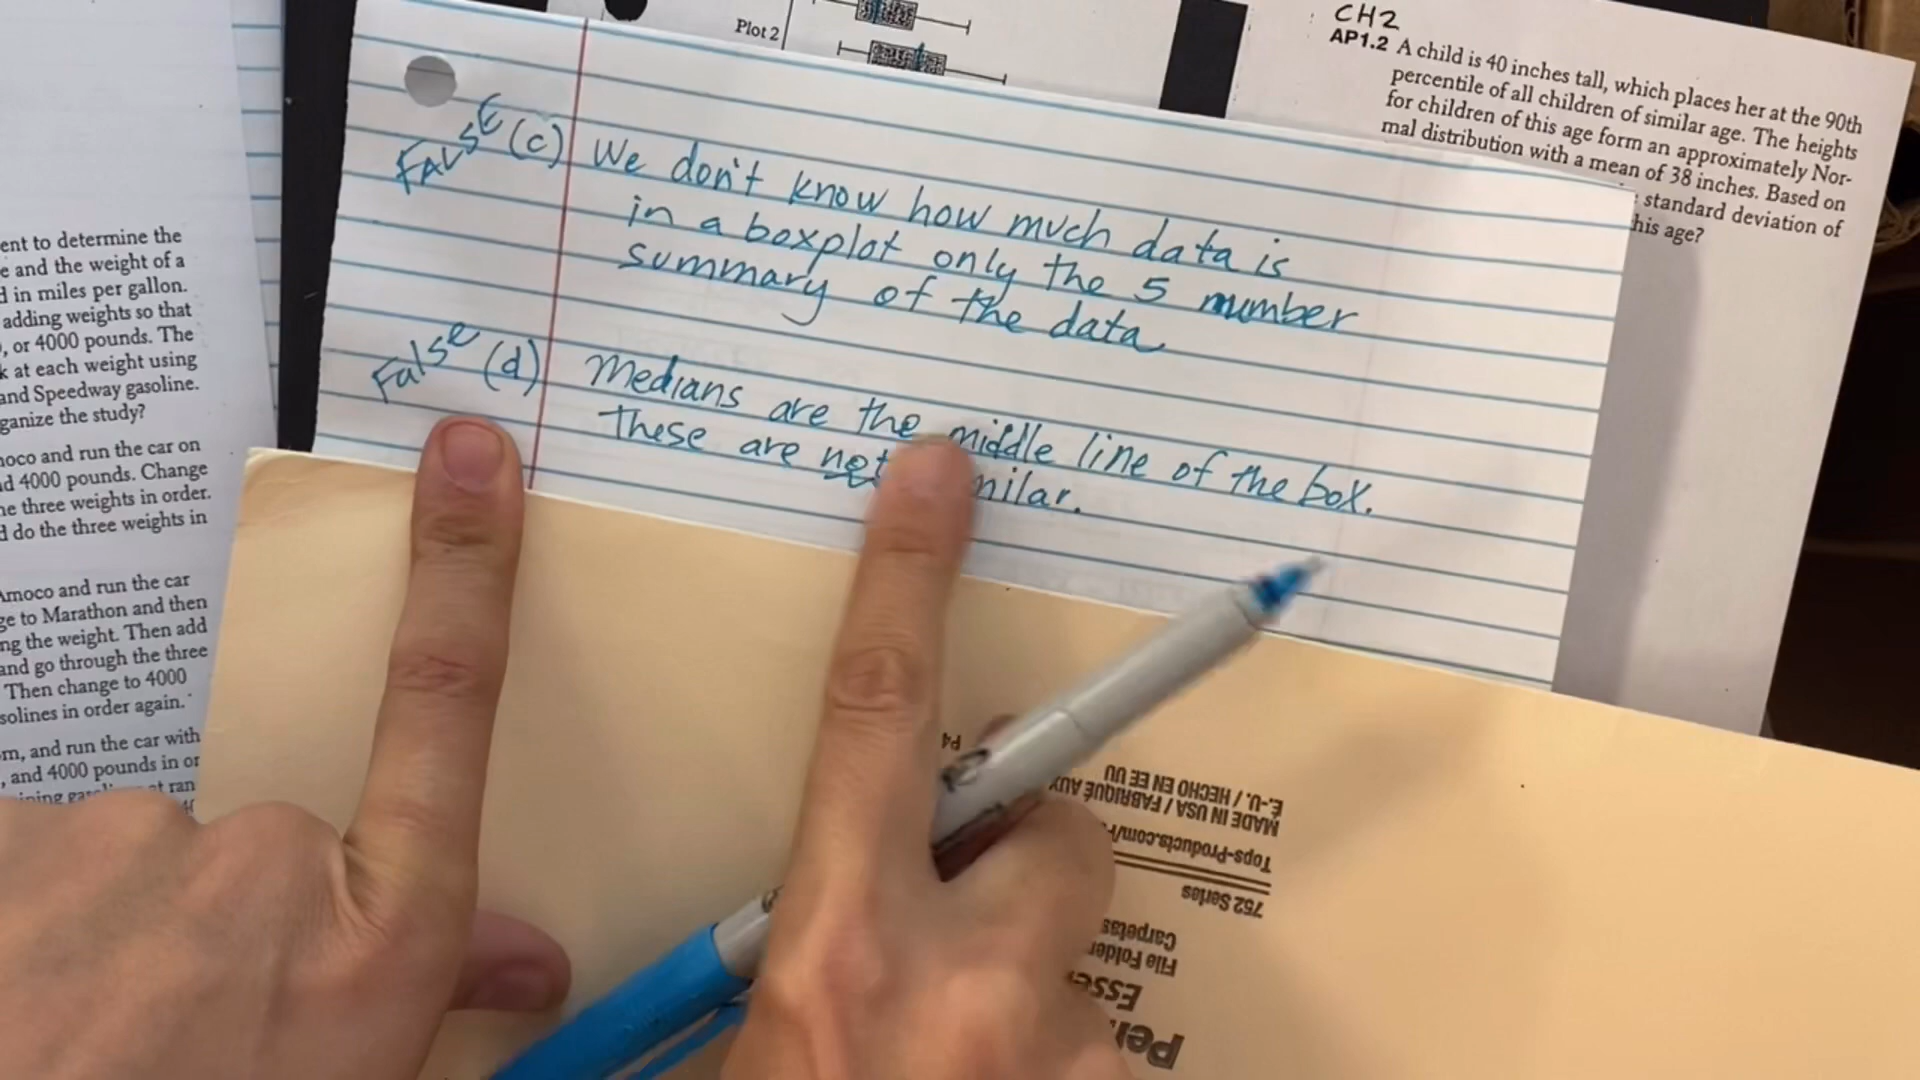 Plot 2
FALSE (c) We don't know how much data is
in a boxplot only the 5 number
summary of the data
False (d) Medians are the middle line of the box.
These are not
CH2
AP1.2 A child is 40 inches tall, which places her at the 90th
percentile of all children of similar age. The heights
for children of this age form an approximately Nor-
mal distribution with a mean of 38 inches. Based on
standard deviation of
his age?
ent to determine the
e and the weight of a
d in miles per gallon.
adding weights so that
, or 4000 pounds. The
k at each weight using
and Speedway gasoline.
ganize the study?
moco and run the car on
nd 4000 pounds. Change
he three weights in order.
d do the three weights in
Amoco and run the car
ge to Marathon and then
ng the weight. Then add
and go through the three
Then change to 4000
solines in order again.
m, and run the car with
, and 4000 pounds in or
ran
P4
É.-U. / HECHO EN EE UU
MADE IN USA / FABRIQUÉ AUX
Tops-Products.com/
752 Series
Carpetas
File Folder
Esse
Pen